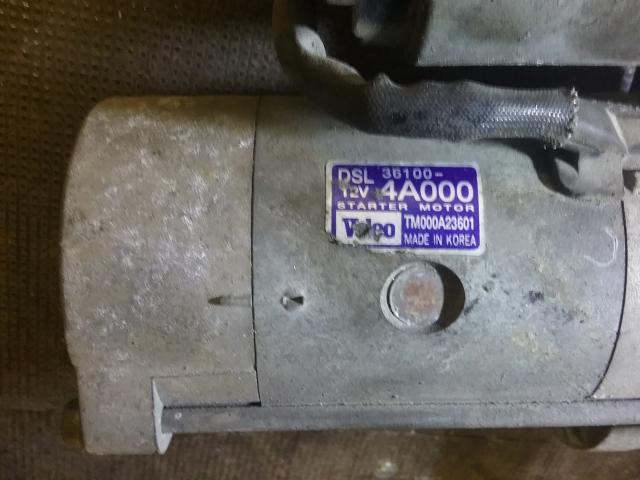 DSL 36100-
12V 4A000
STARTER MOTOR
Valeo TM000A23601
MADE IN KOREA